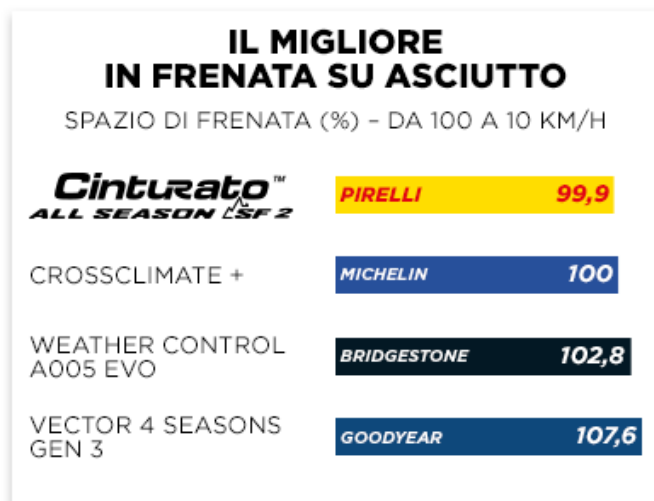 IL MIGLIORE
IN FRENATA SU ASCIUTTO
SPAZIO DI FRENATA (%) – DA 100 A 10 KM/H
Cinturato™
ALL SEASON SF 2
PIRELLI 99,9
CROSSCLIMATE +
MICHELIN 100
WEATHER CONTROL
A005 EVO
BRIDGESTONE 102,8
VECTOR 4 SEASONS
GEN 3
GOODYEAR 107,6